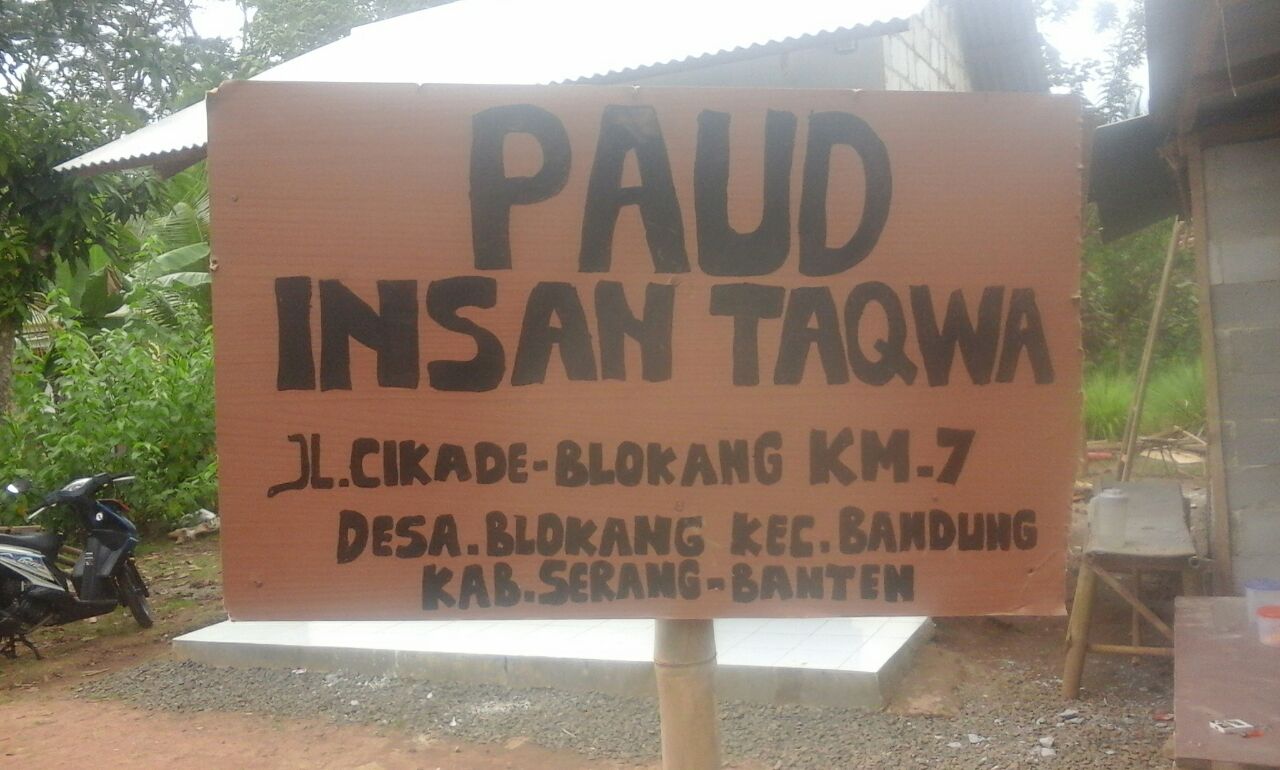 PAUD
INSAN TAQWA
JL.CIKADE-BLOKANG KM-7
DESA.BLOKANG KEC.BANDUNG
KAB.SERANG-BANTEN